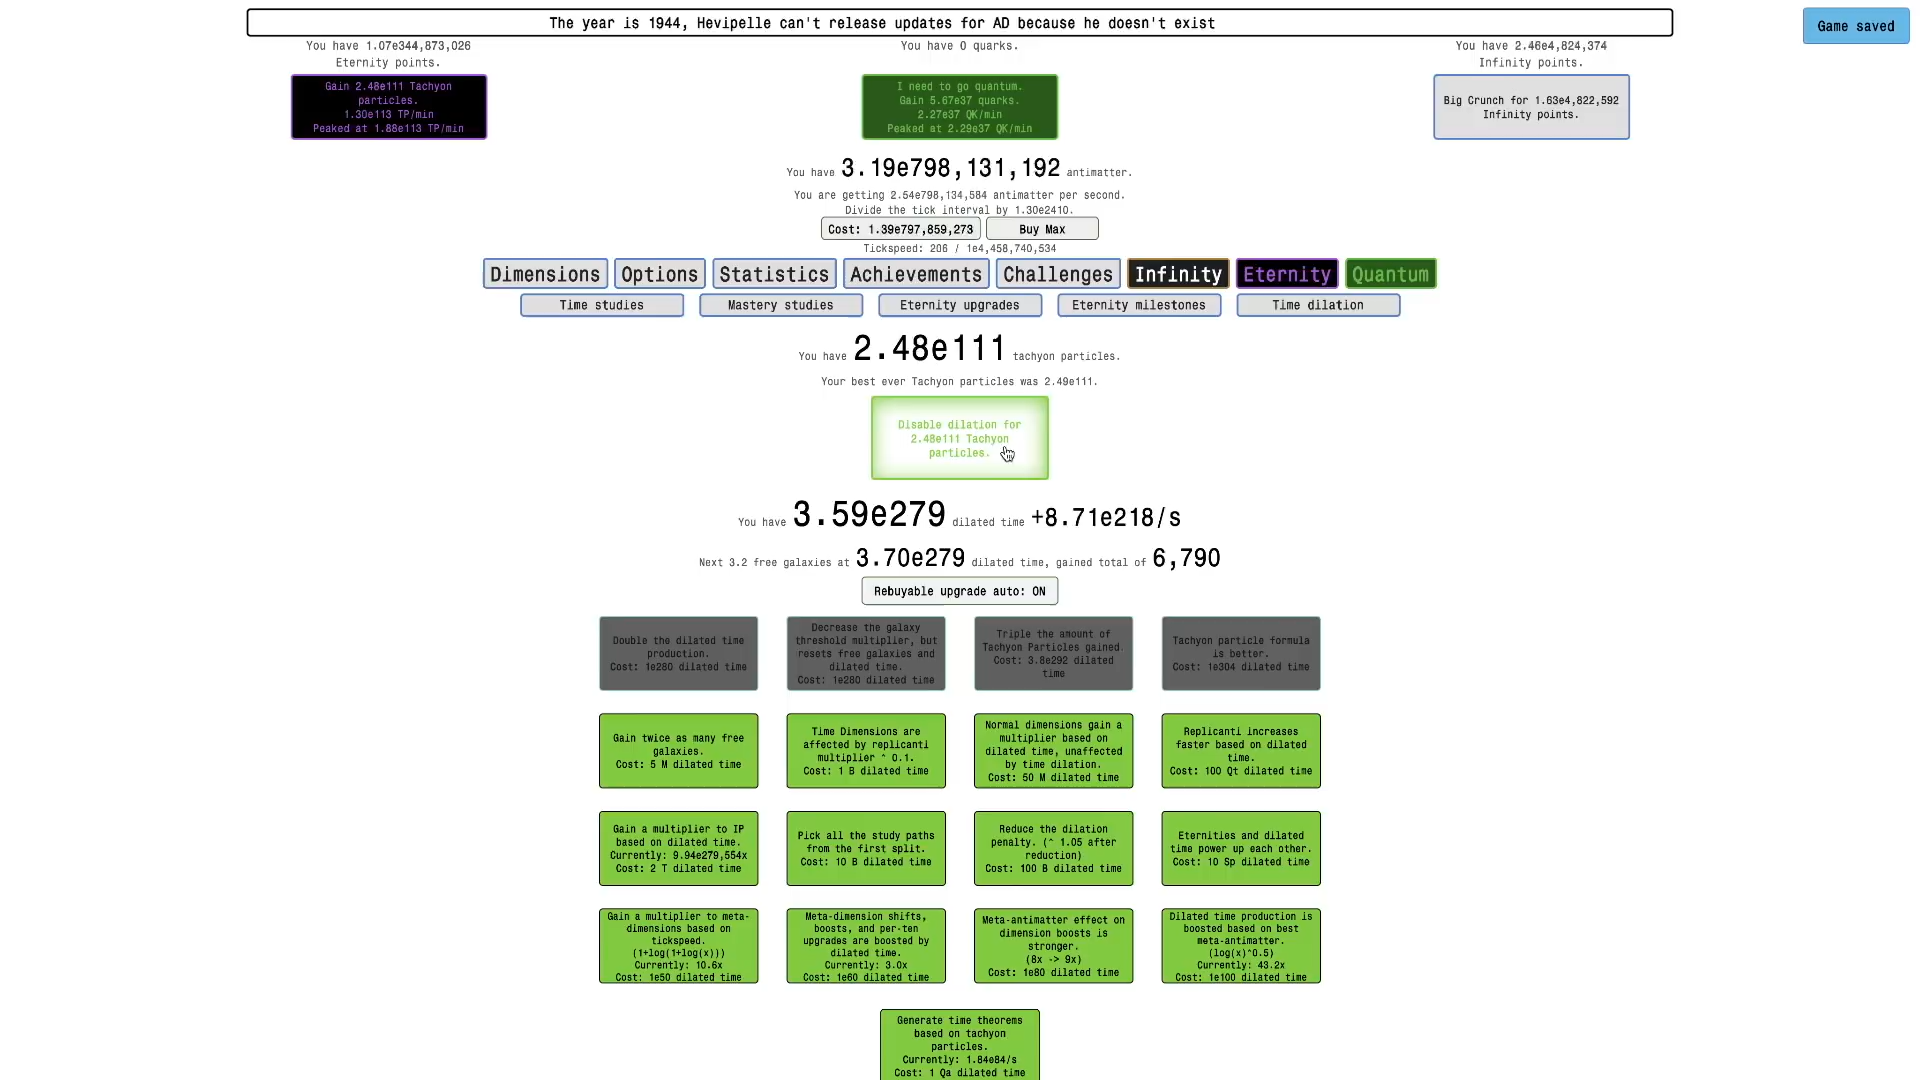 The year is 1944, Hevipelle can't release updates for AD because he doesn't exist
Game saved
You have 1.07e344,873,026
Eternity points.
You have 0 quarks.
You have 2.46e4,824,374
Infinity points.
Gain 2.48e111 Tachyon
particles.
1.30e113 TP/min
Peaked at 1.88e113 TP/min
I need to go quantum.
Gain 5.67e37 quarks.
2.27e37 QK/min
Peaked at 2.29e37 QK/min
Big Crunch for 1.63e4,822,592
Infinity points.
You have 3.19e798,131,192 antimatter.
You are getting 2.54e798,134,584 antimatter per second.
Divide the tick interval by 1.30e2410.
Cost: 1.39e797,859,273
Buy Max
Tickspeed: 206 / 1e4,458,740,534
Dimensions
Options
Statistics
Achievements
Challenges
Infinity
Eternity
Quantum
Time studies
Mastery studies
Eternity upgrades
Eternity milestones
Time dilation
You have 2.48e111 tachyon particles.
Your best ever Tachyon particles was 2.49e111.
Disable dilation for
2.48e111 Tachyon
particles.
You have 3.59e279 dilated time +8.71e218/s
Next 3.2 free galaxies at 3.70e279 dilated time, gained total of 6,790
Rebuyable upgrade auto: ON
Double the dilated time
production.
Cost: 1e280 dilated time
Decrease the galaxy
threshold multiplier, but
resets free galaxies and
dilated time.
Cost: 1e280 dilated time
Triple the amount of
Tachyon Particles gained.
Cost: 3.8e292 dilated
time
Tachyon particle formula
is better.
Cost: 1e304 dilated time
Gain twice as many free
galaxies.
Cost: 5 M dilated time
Time Dimensions are
affected by replicanti
multiplier ^ 0.1.
Cost: 1 B dilated time
Normal dimensions gain a
multiplier based on
dilated time, unaffected
by time dilation.
Cost: 50 M dilated time
Replicanti increases
faster based on dilated
time.
Cost: 100 Qt dilated time
Gain a multiplier to IP
based on dilated time.
Currently: 9.94e279,554x
Cost: 2 T dilated time
Pick all the study paths
from the first split.
Cost: 10 B dilated time
Reduce the dilation
penalty. (^ 1.05 after
reduction)
Cost: 100 B dilated time
Eternities and dilated
time power up each other.
Cost: 10 Sp dilated time
Gain a multiplier to meta-
dimensions based on
tickspeed.
(1+log(1+log(x)))
Currently: 10.6x
Cost: 1e50 dilated time
Meta-dimension shifts,
boosts, and per-ten
upgrades are boosted by
dilated time.
Currently: 3.0x
Cost: 1e60 dilated time
Meta-antimatter effect on
dimension boosts is
stronger.
(8x -> 9x)
Cost: 1e80 dilated time
Dilated time production is
boosted based on best
meta-antimatter.
(log(x)^0.5)
Currently: 43.2x
Cost: 1e100 dilated time
Generate time theorems
based on tachyon
particles.
Currently: 1.84e84/s
Cost: 1 Qa dilated time